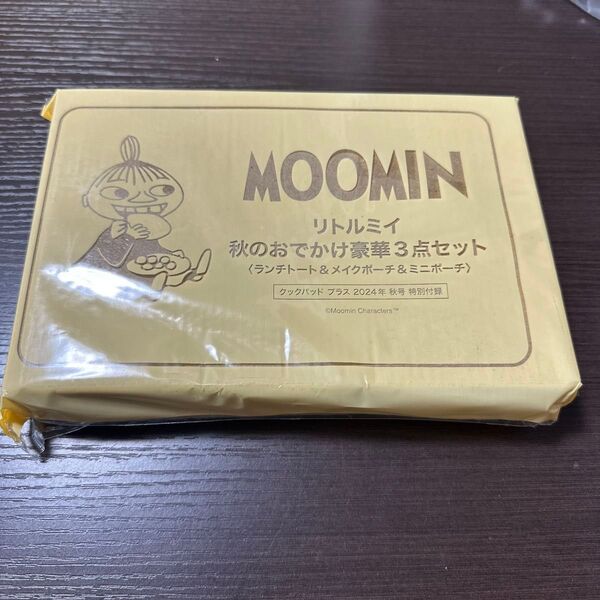 MOOMIN
リトルミイ
秋のおでかけ豪華3点セット
〈ランチトート&メイクポーチ&ミニポーチ〉
クックパッド プラス 2024年 秋号 特別付録
©Moomin Characters™